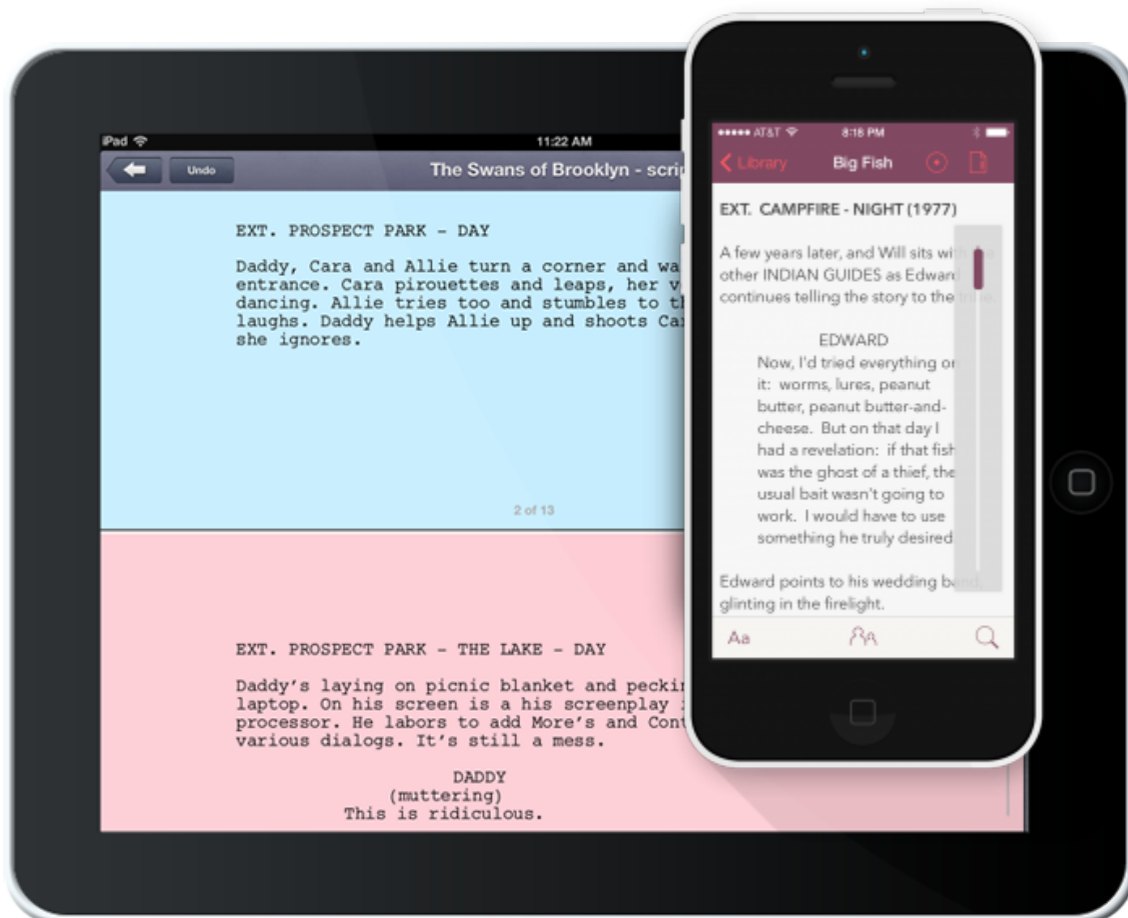 iPad
11:22 AM
Undo
The Swans of Brooklyn - scrip
EXT. PROSPECT PARK - DAY
Daddy, Cara and Allie turn a corner and wa
entrance. Cara pirouettes and leaps, her v
dancing. Allie tries too and stumbles to th
laughs. Daddy helps Allie up and shoots Car
she ignores.
2 of 13
EXT. PROSPECT PARK - THE LAKE - DAY
Daddy's laying on picnic blanket and peckin
laptop. On his screen is a his screenplay
processor. He labors to add More's and Cont
various dialogs. It's still a mess.
DADDY
(muttering)
This is ridiculous.
AT&T
8:18 PM
Library
Big Fish
EXT. CAMPFIRE - NIGHT (1977)
A few years later, and Will sits with the
other INDIAN GUIDES as Edward
continues telling the story to the tribe.
EDWARD
Now, I'd tried everything on
it: worms, lures, peanut
butter, peanut butter-and-
cheese. But on that day I
had a revelation: if that fish
was the ghost of a thief, the
usual bait wasn't going to
work. I would have to use
something he truly desired.
Edward points to his wedding band,
glinting in the firelight.
Aa